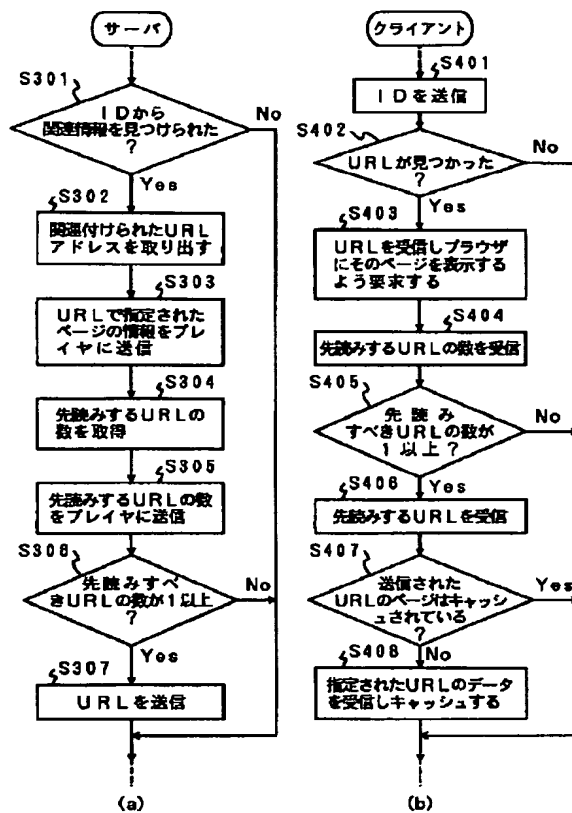 サーバ
S301
IDから
関連情報を見つけられた
?
No
Yes
S302
関連付けられたURL
アドレスを取り出す
S303
URLで指定された
ページの情報をプレ
イヤに送信
S304
先読みするURLの
数を取得
S305
先読みするURLの数
をプレイヤに送信
S306
先読みすべ
きURLの数が1以上
?
No
Yes
S307
URLを送信
(a)
クライアント
S401
IDを送信
S402
URLが見つかった
?
No
Yes
S403
URLを受信しブラウザ
にそのページを表示する
よう要求する
S404
先読みするURLの数を受信
S405
先読み
すべきURLの数が
1以上?
No
Yes
S406
先読みするURLを受信
S407
送信された
URLのページはキャッシ
ュされている
?
Yes
No
S408
指定されたURLのデータ
を受信しキャッシュする
(b)